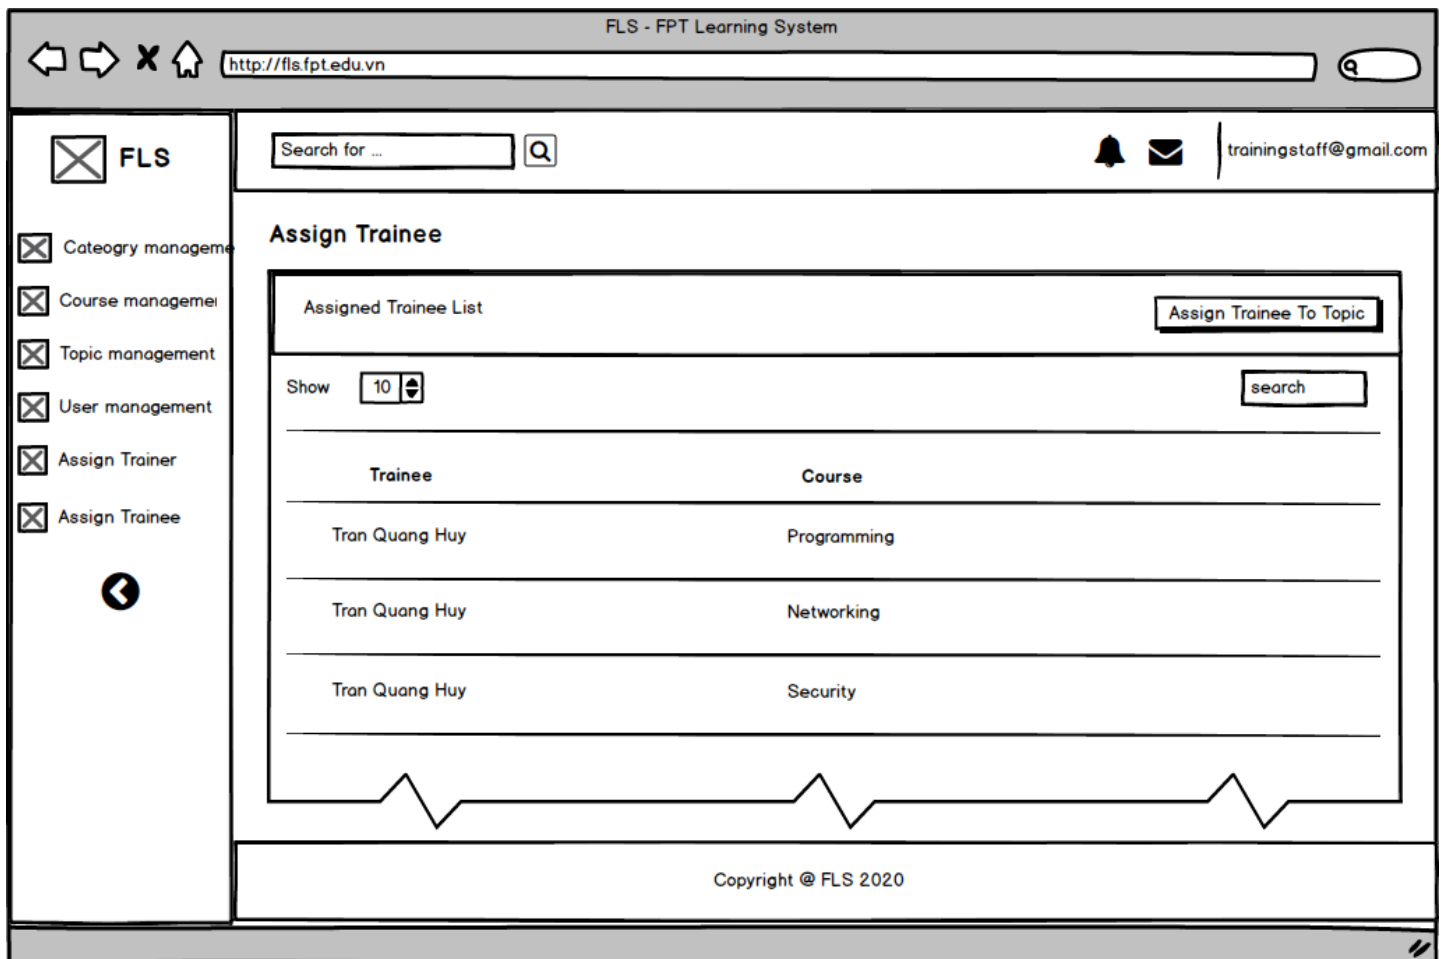 FLS - FPT Learning System
http://fls.fpt.edu.vn
FLS
Search for ...
trainingstaff@gmail.com
Cateogry manageme
Course managemer
Topic management
User management
Assign Trainer
Assign Trainee
Assign Trainee
Assigned Trainee List
Assign Trainee To Topic
Show 10
search
Trainee Course
Tran Quang Huy Programming
Tran Quang Huy Networking
Tran Quang Huy Security
Copyright @ FLS 2020